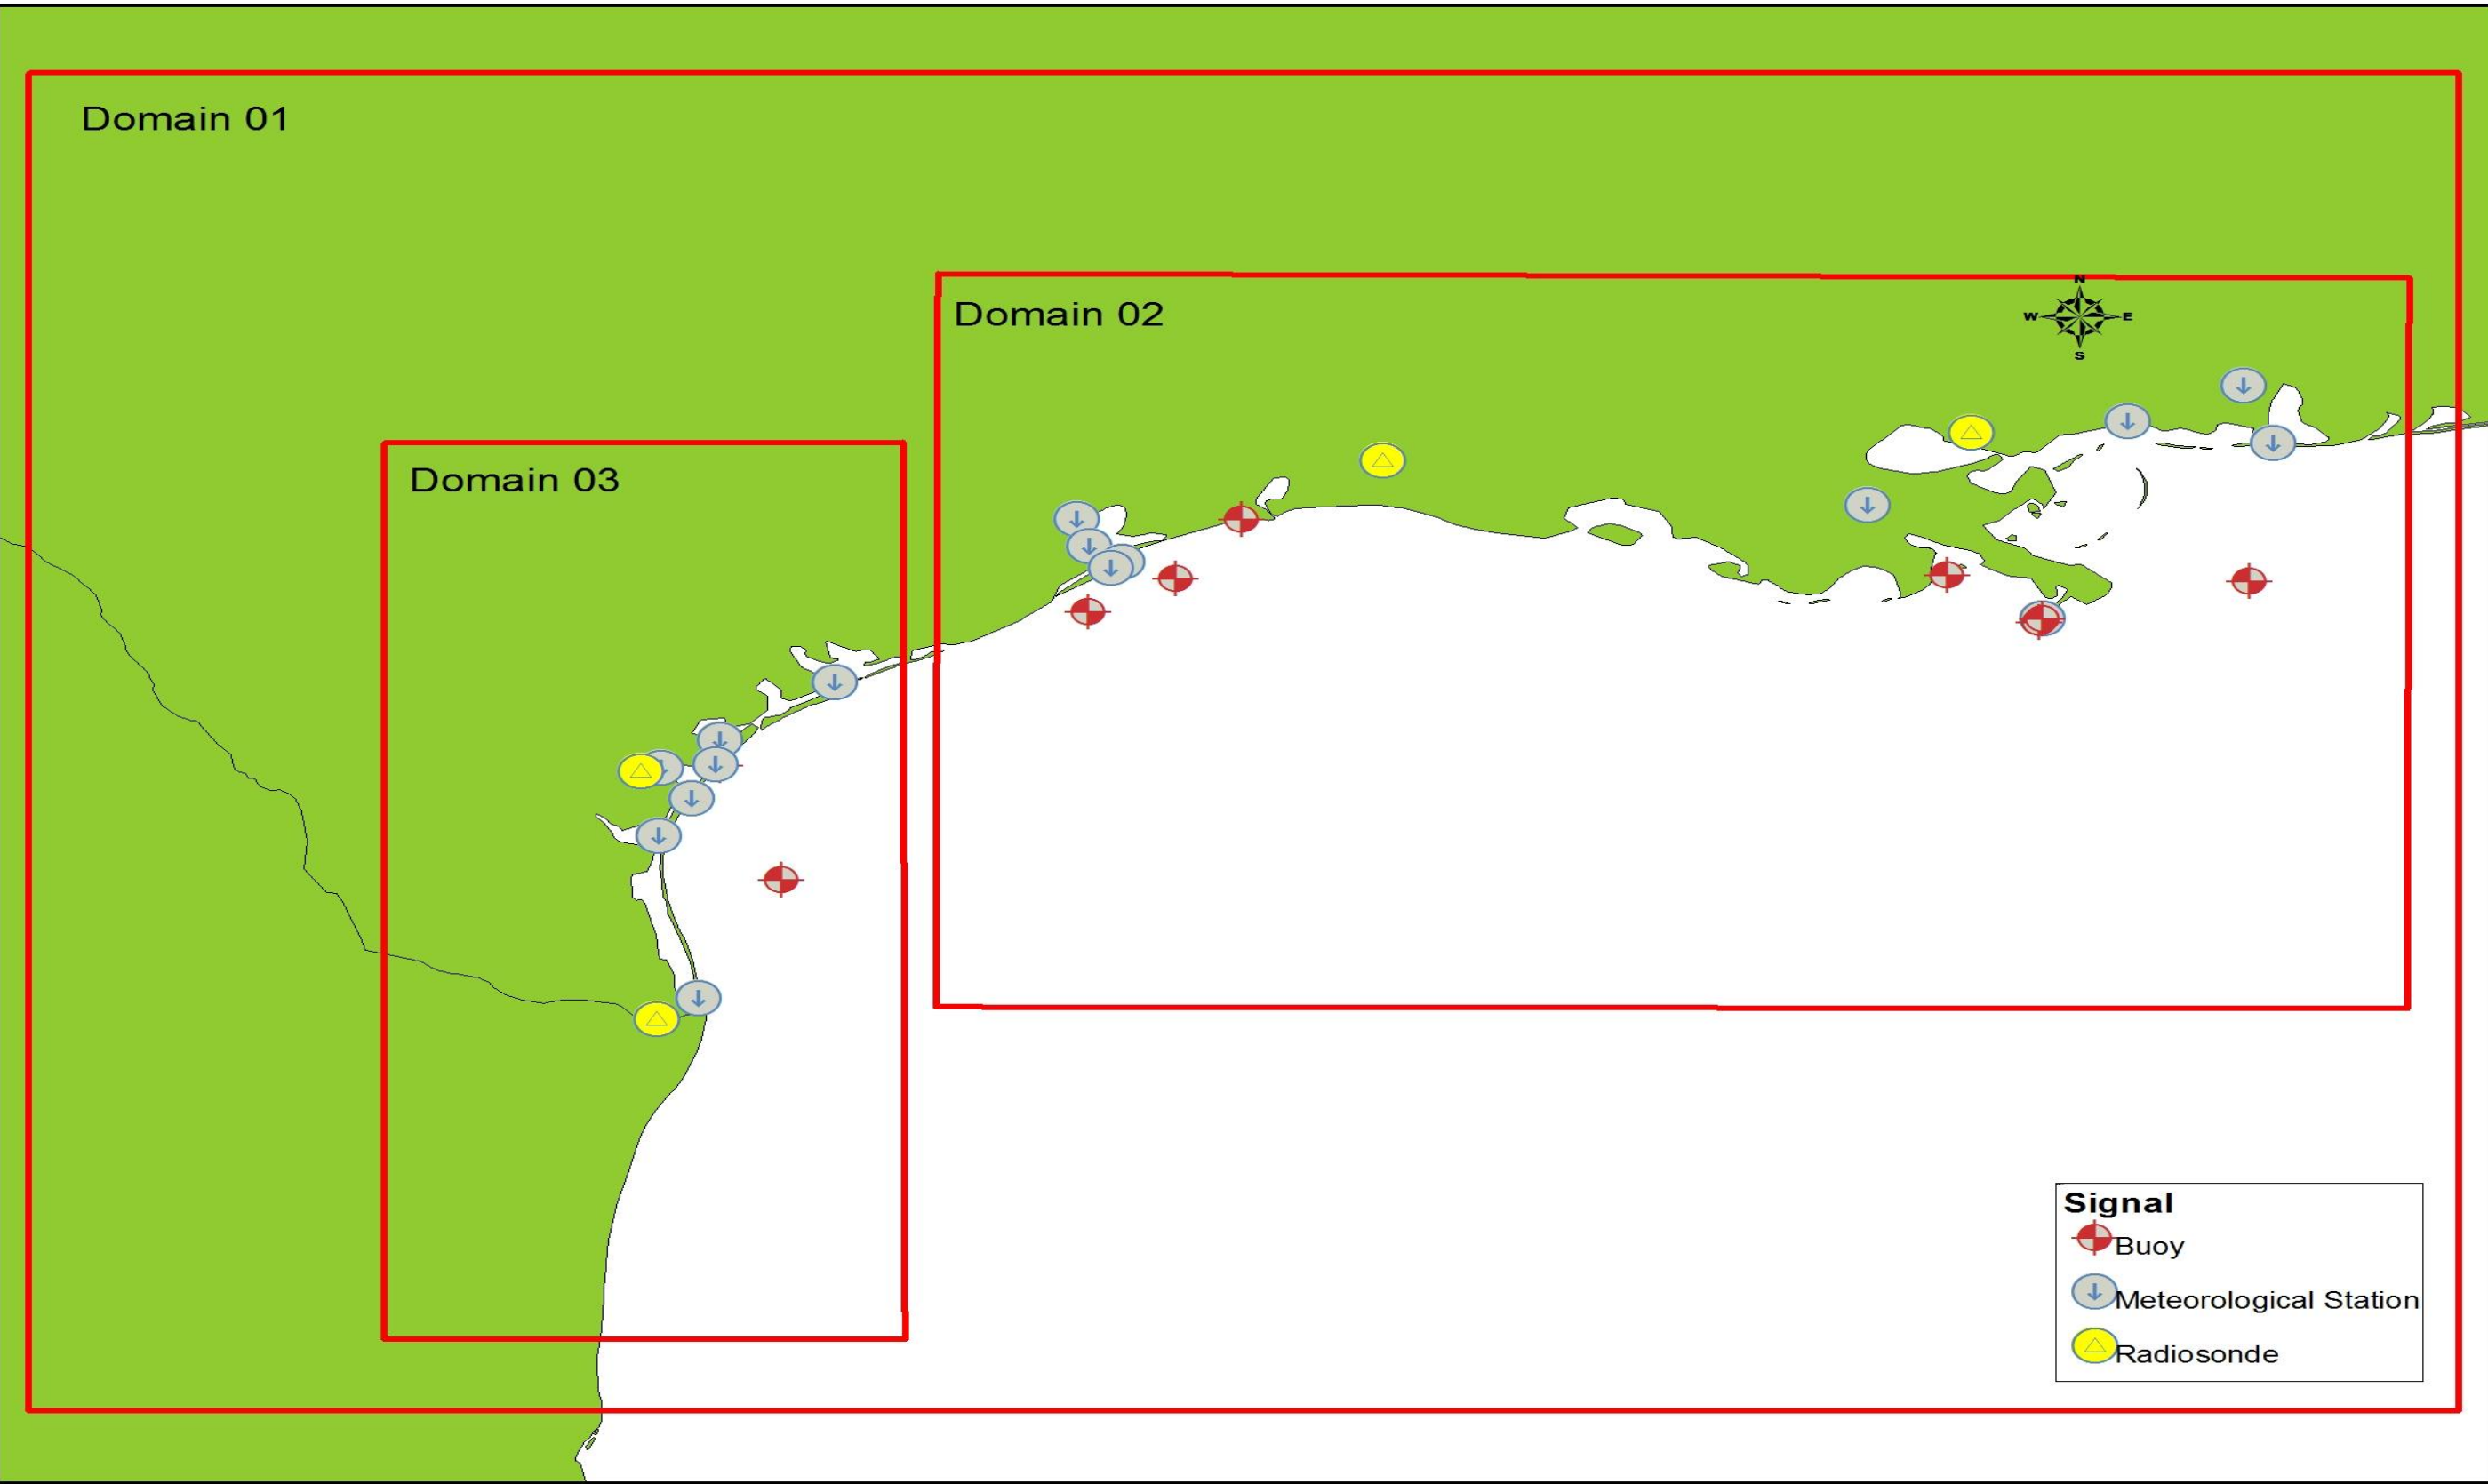 Domain 01
Domain 02
N
W E
S
Domain 03
Signal
Buoy
Meteorological Station
Radiosonde